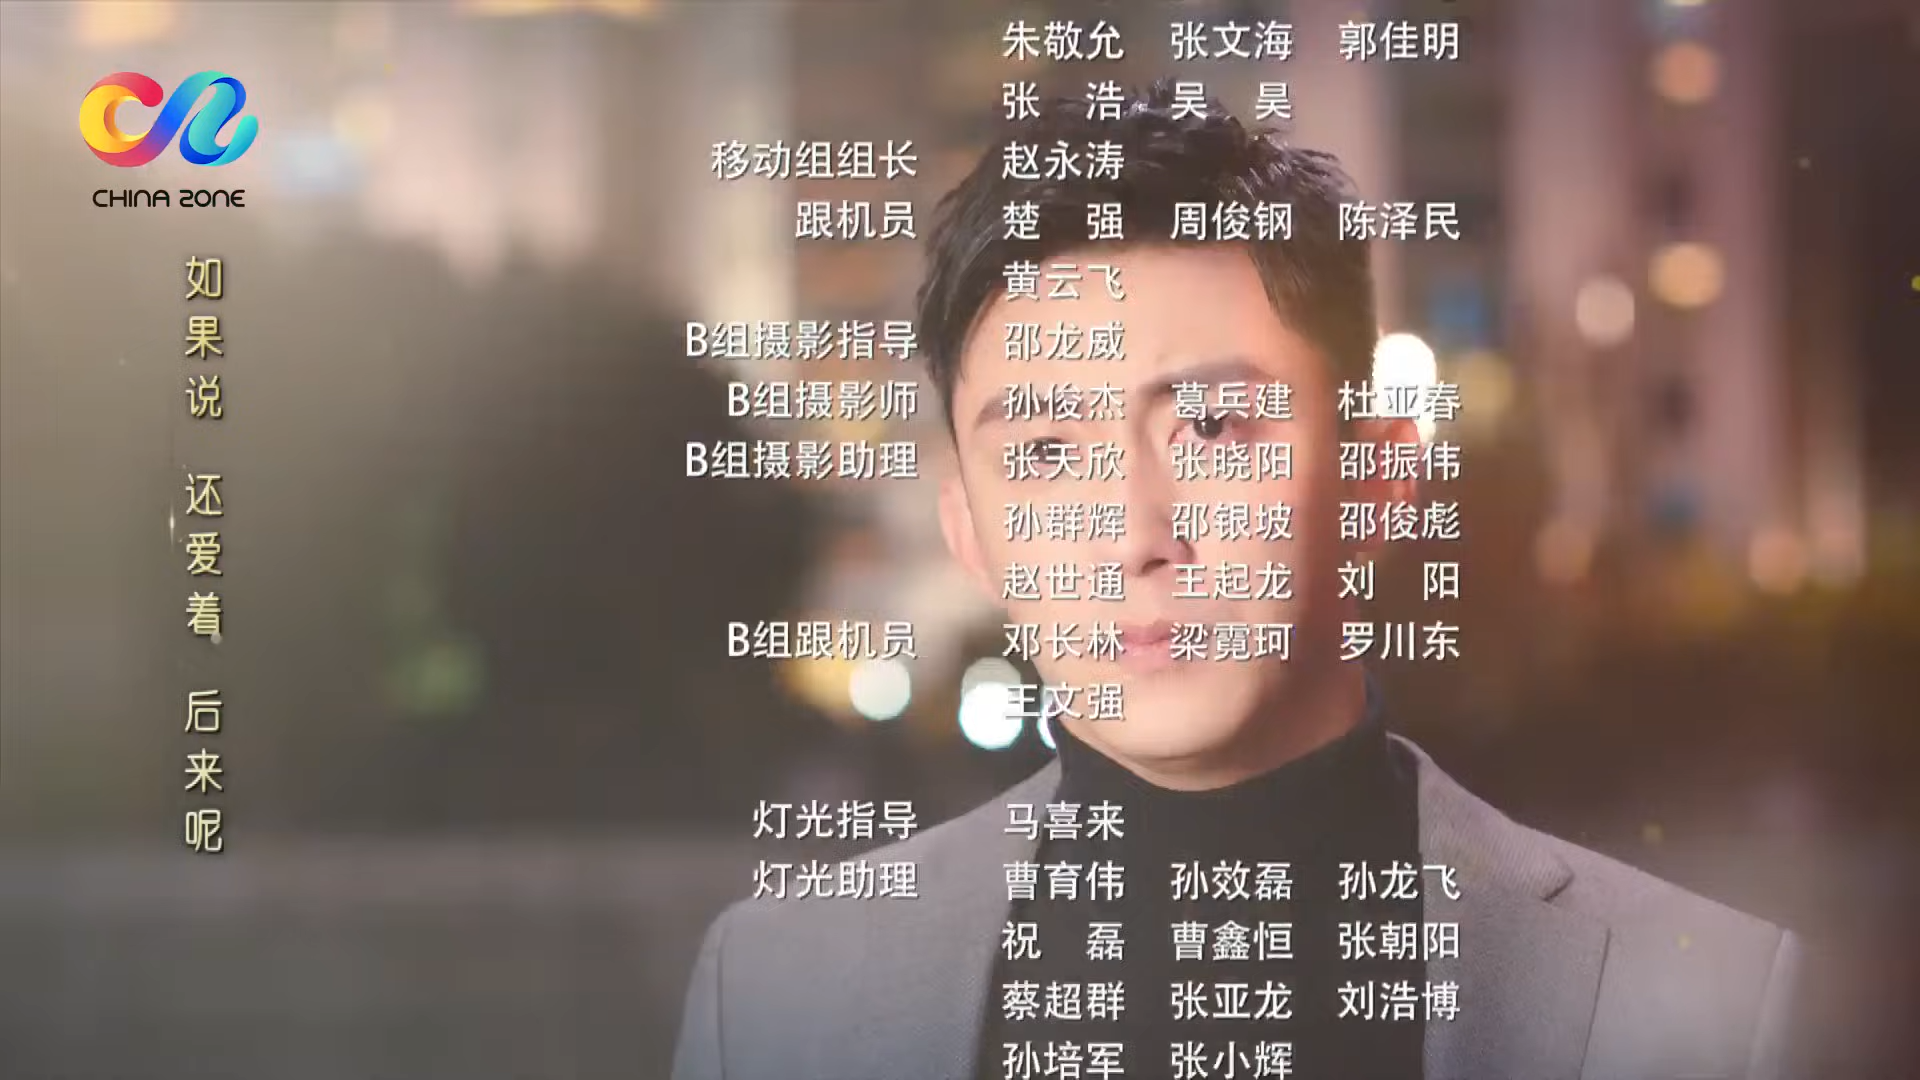 CHINA ZONE
如果说 还爱着 后来呢
朱敬允 张文海 郭佳明
张 浩 吴 昊
移动组组长 赵永涛
跟机员 楚 强 周俊钢 陈泽民
黄云飞
B组摄影指导 邵龙威
B组摄影师 孙俊杰 葛兵建 杜亚春
B组摄影助理 张天欣 张晓阳 邵振伟
孙群辉 邵银坡 邵俊彪
赵世通 王起龙 刘 阳
B组跟机员 邓长林 梁霓珂 罗川东
王文强
灯光指导 马喜来
灯光助理 曹育伟 孙效磊 孙龙飞
祝 磊 曹鑫恒 张朝阳
蔡超群 张亚龙 刘浩博
孙培军 张小辉